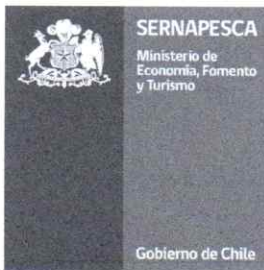 SERNAPESCA
Ministerio de
Economía, Fomento
y Turismo
Gobierno de Chile